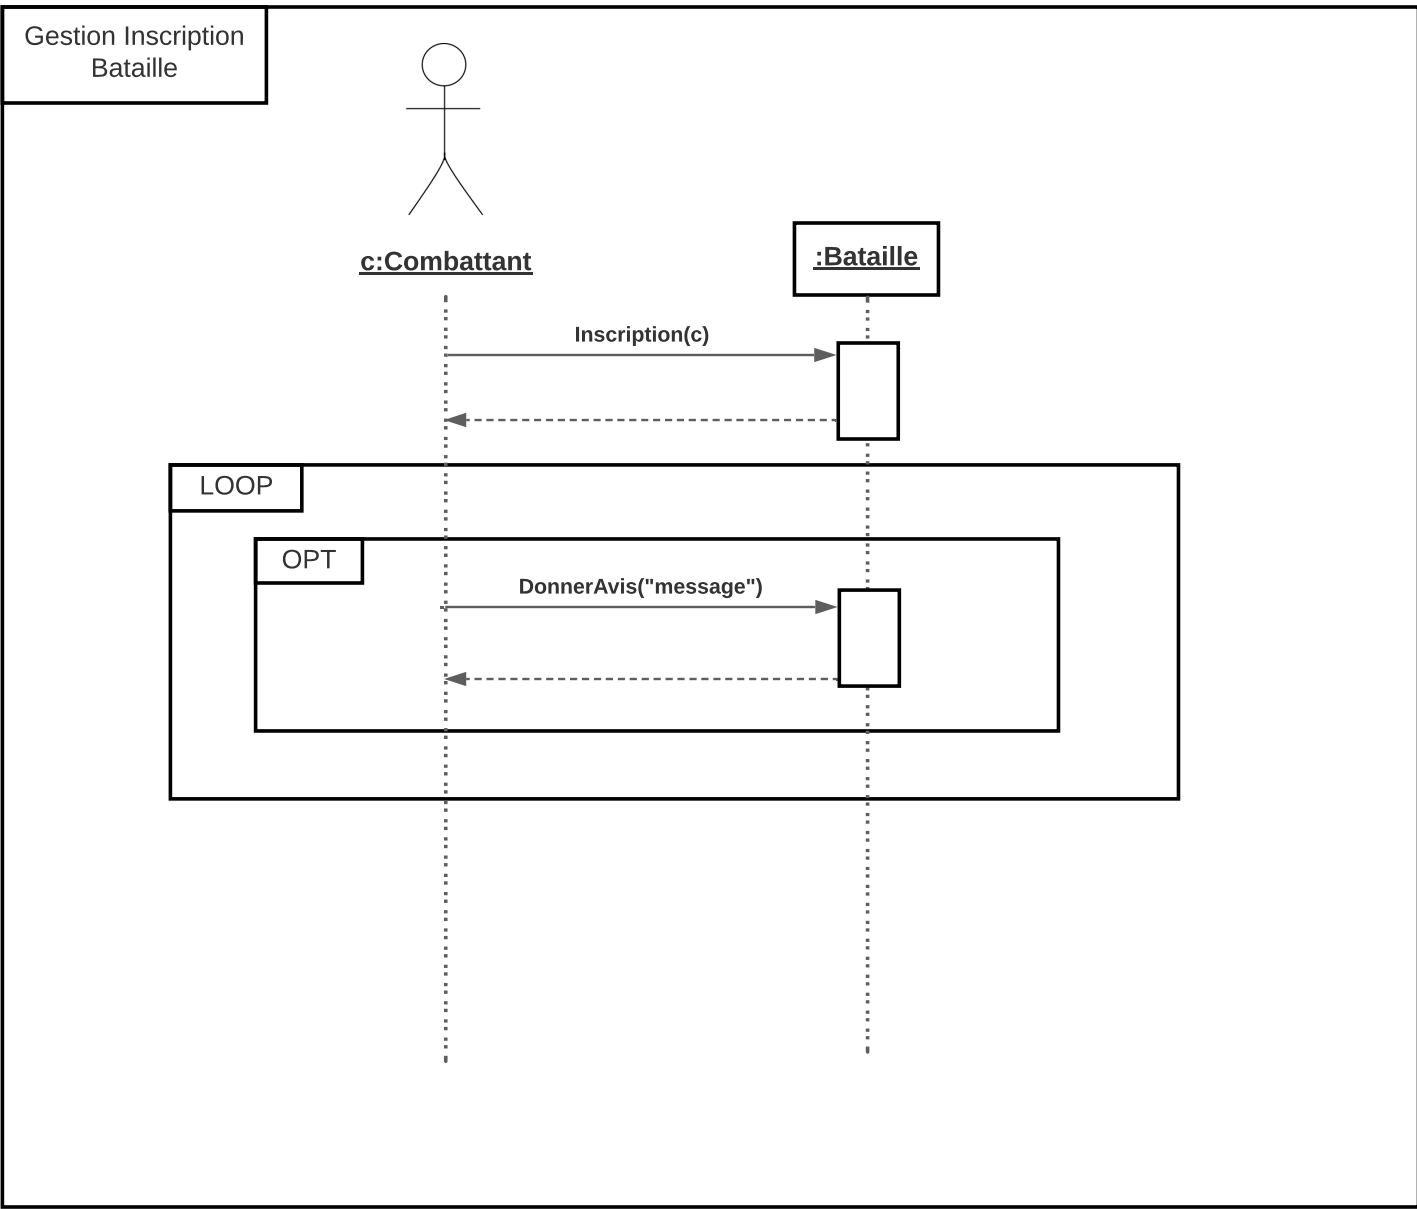 Gestion Inscription
Bataille
c:Combattant
:Bataille
Inscription(c)
LOOP
OPT
DonnerAvis("message")